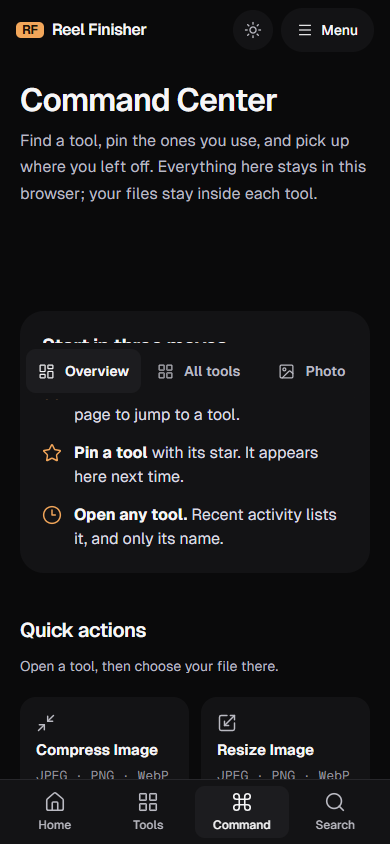 RF Reel Finisher
Menu
Command Center
Find a tool, pin the ones you use, and pick up
where you left off. Everything here stays in this
browser; your files stay inside each tool.
Start in three moves
Overview
All tools
Photo
page to jump to a tool.
Pin a tool with its star. It appears
here next time.
Open any tool. Recent activity lists
it, and only its name.
Quick actions
Open a tool, then choose your file there.
Compress Image
JPEG · PNG · WebP
Resize Image
JPEG · PNG · WebP
Home
Tools
Command
Search